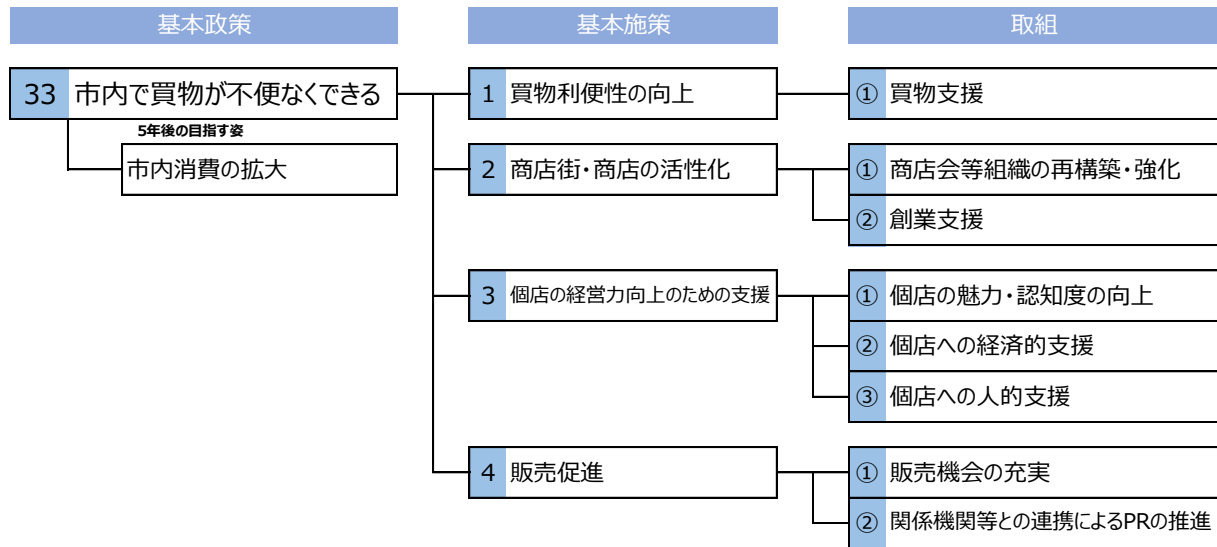 基本政策
基本施策
取組
33 市内で買物が不便なくできる
5年後の目指す姿
市内消費の拡大
1 買物利便性の向上
① 買物支援
2 商店街・商店の活性化
① 商店会等組織の再構築・強化
② 創業支援
3 個店の経営力向上のための支援
① 個店の魅力・認知度の向上
② 個店への経済的支援
③ 個店への人的支援
4 販売促進
① 販売機会の充実
② 関係機関等との連携によるPRの推進